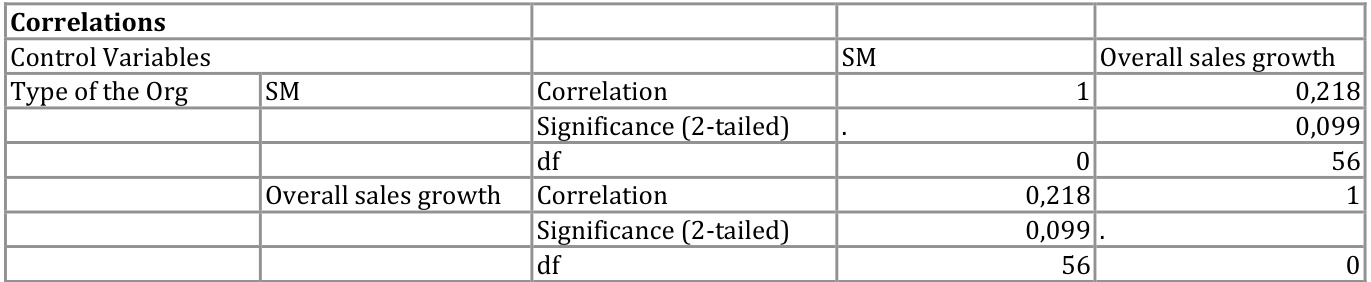 Correlations
Control Variables SM Overall sales growth
Type of the Org SM Correlation 1 0,218
Significance (2-tailed) . 0,099
df 0 56
Overall sales growth Correlation 0,218 1
Significance (2-tailed) 0,099 .
df 56 0